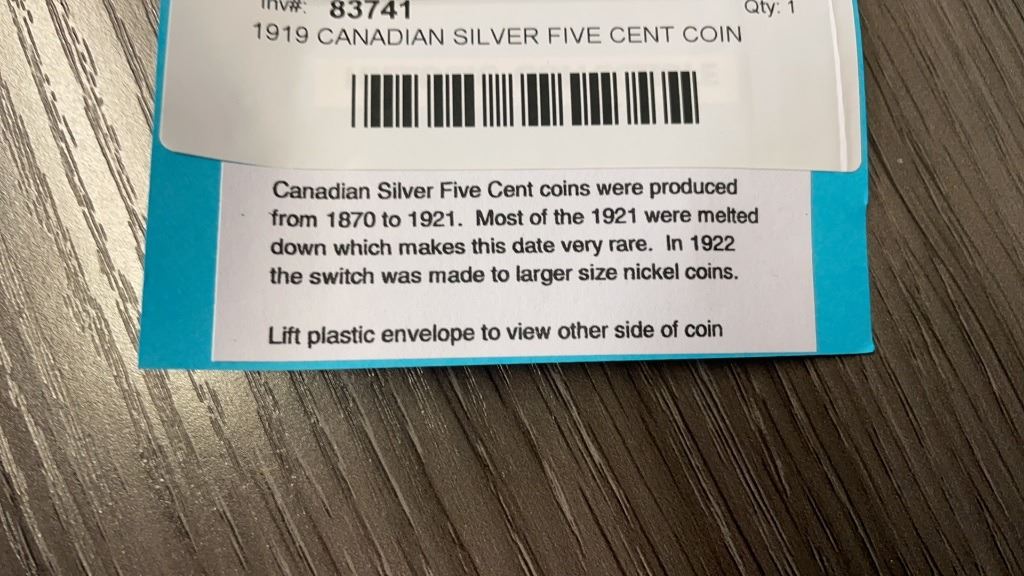 Inv#: 83741 Qty: 1
1919 CANADIAN SILVER FIVE CENT COIN
Canadian Silver Five Cent coins were produced
from 1870 to 1921. Most of the 1921 were melted
down which makes this date very rare. In 1922
the switch was made to larger size nickel coins.
Lift plastic envelope to view other side of coin